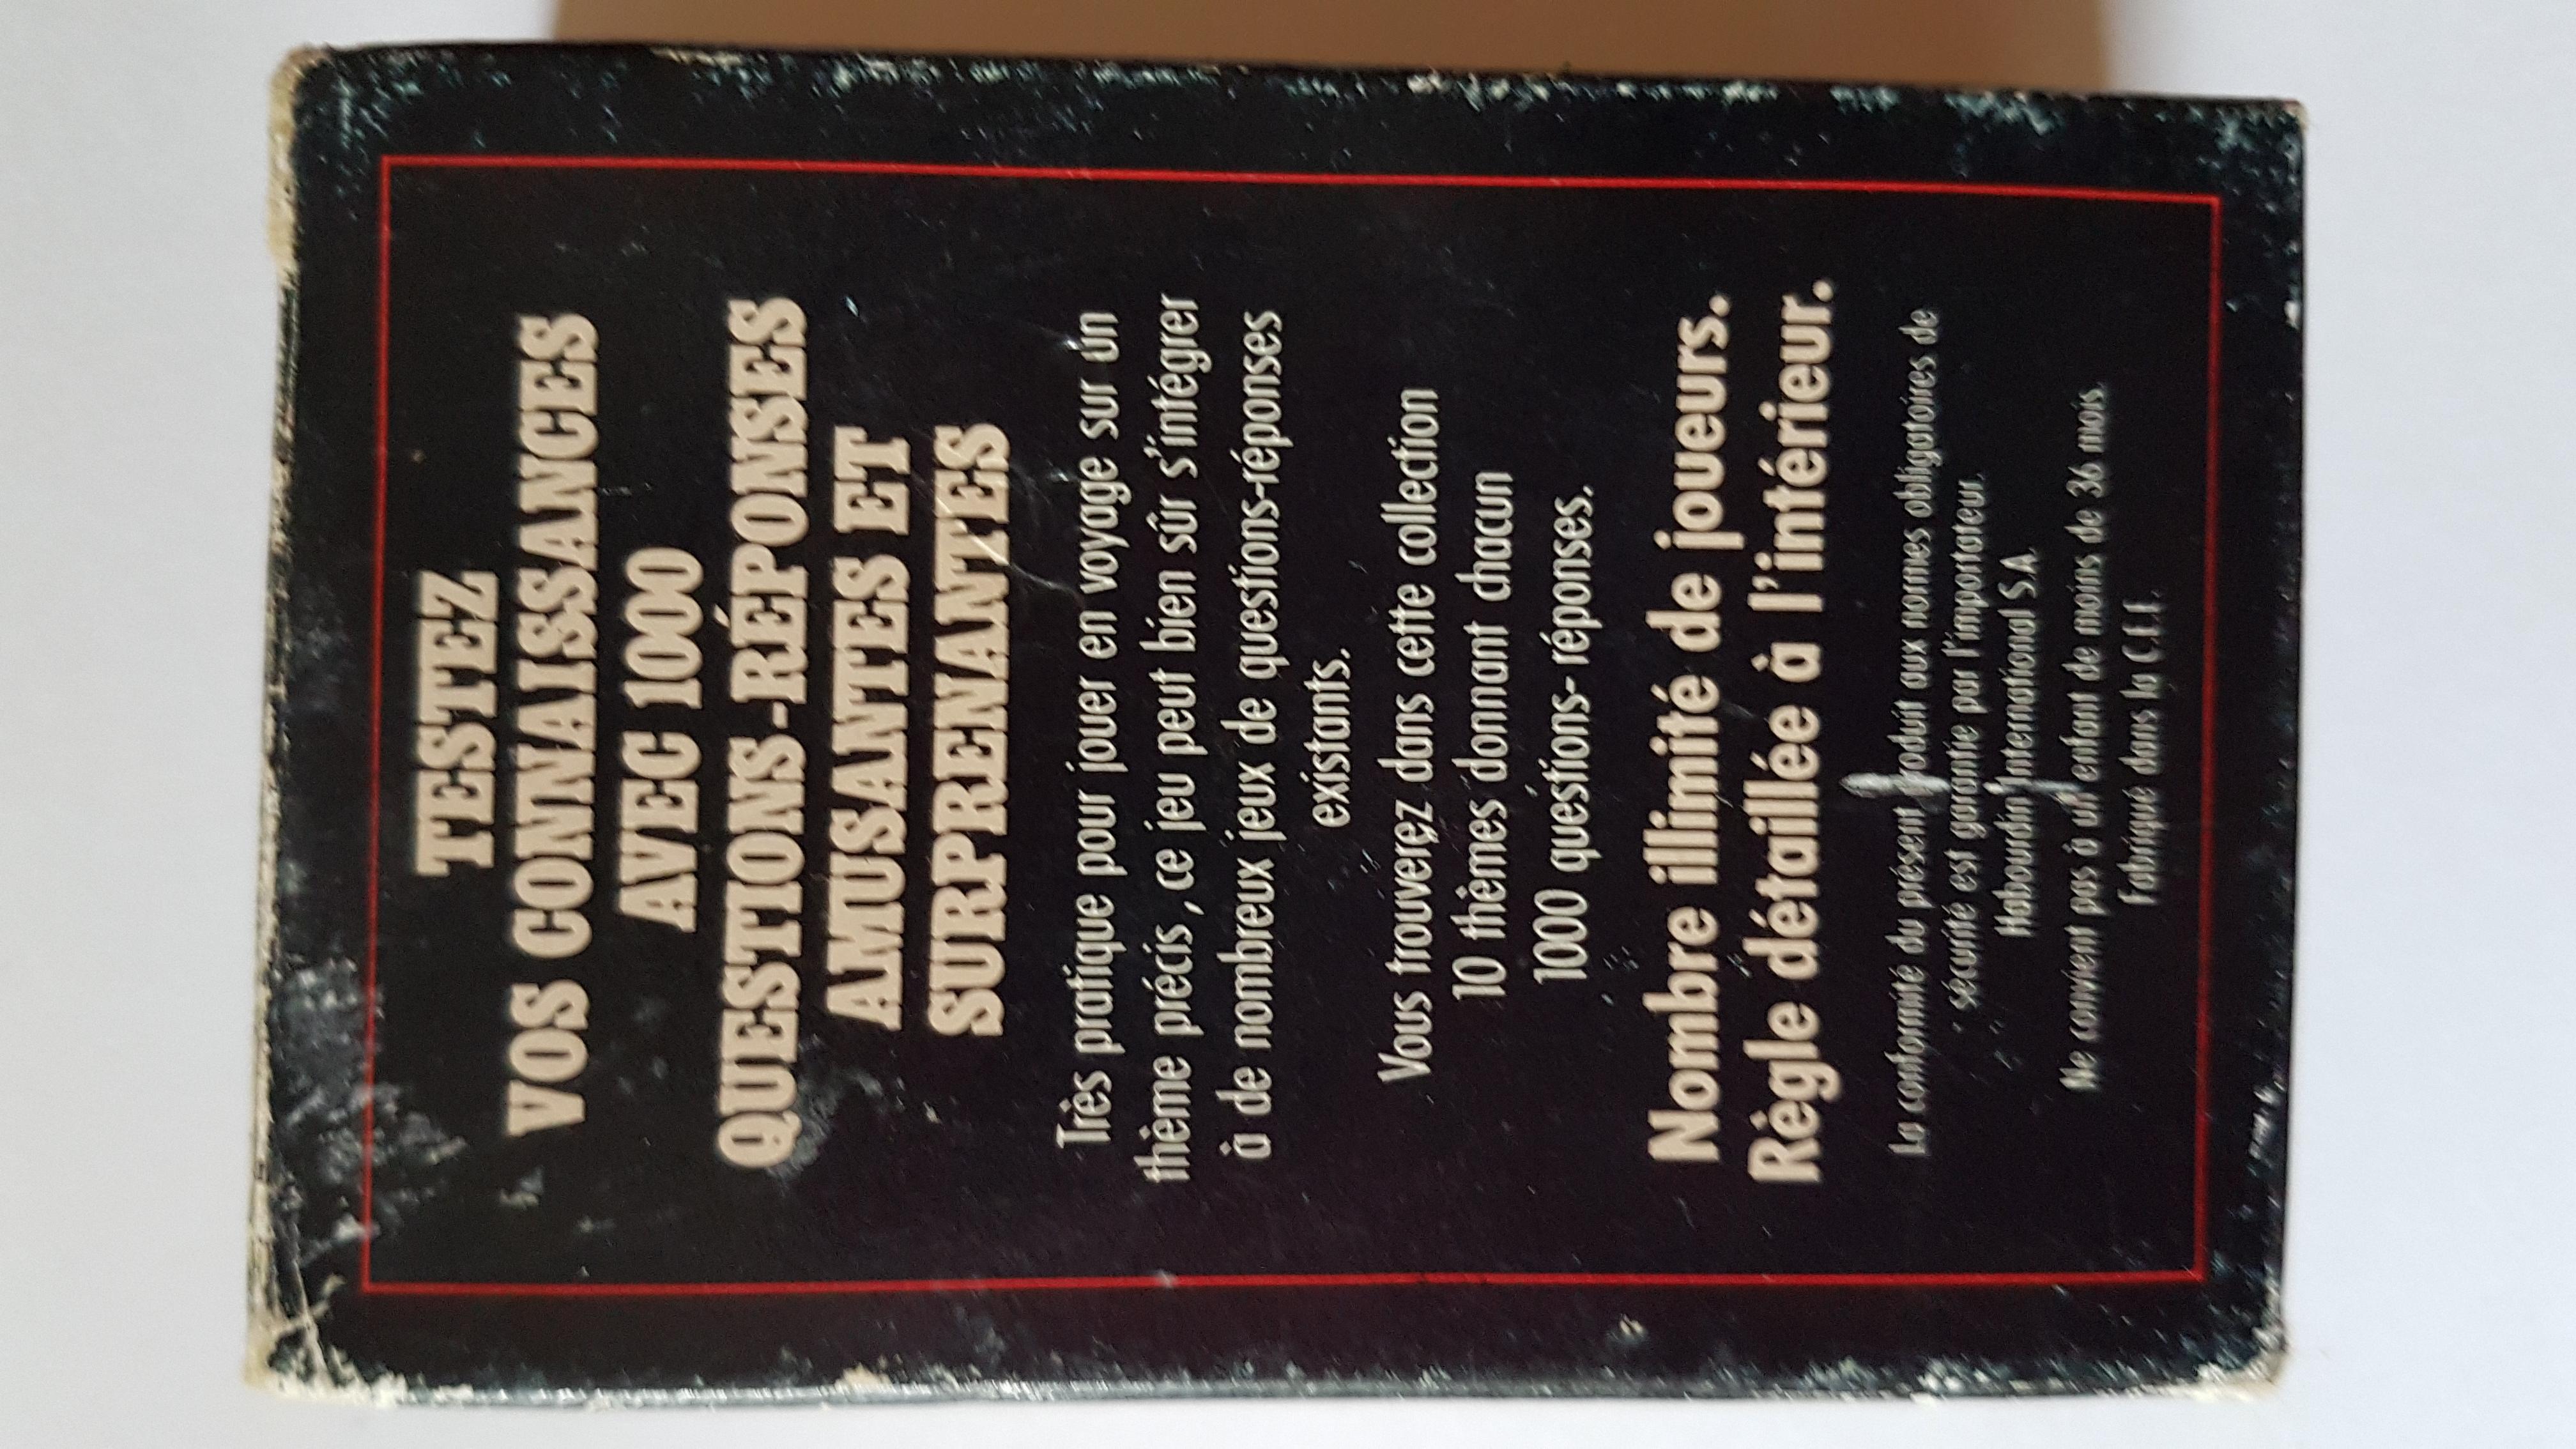 TESTEZ
VOS CONNAISSANCES
AVEC 1000
QUESTIONS-RÉPONSES
AMUSANTES ET
SURPRENANTES
Très pratique pour jouer en voyage sur un
thème précis, ce jeu peut bien sûr s'intégrer
à de nombreux jeux de questions-réponses
existants.
Vous trouverez dans cette collection
10 thèmes donnant chacun
1000 questions-réponses.
Nombre illimité de joueurs.
Règle détaillée à l'intérieur.
La conformité du présent produit aux normes obligatoires de
sécurité est garantie par l'importateur.
Habourdin International S.A.
Ne convient pas à un enfant de moins de 36 mois.
Fabriqué dans la C.E.E.